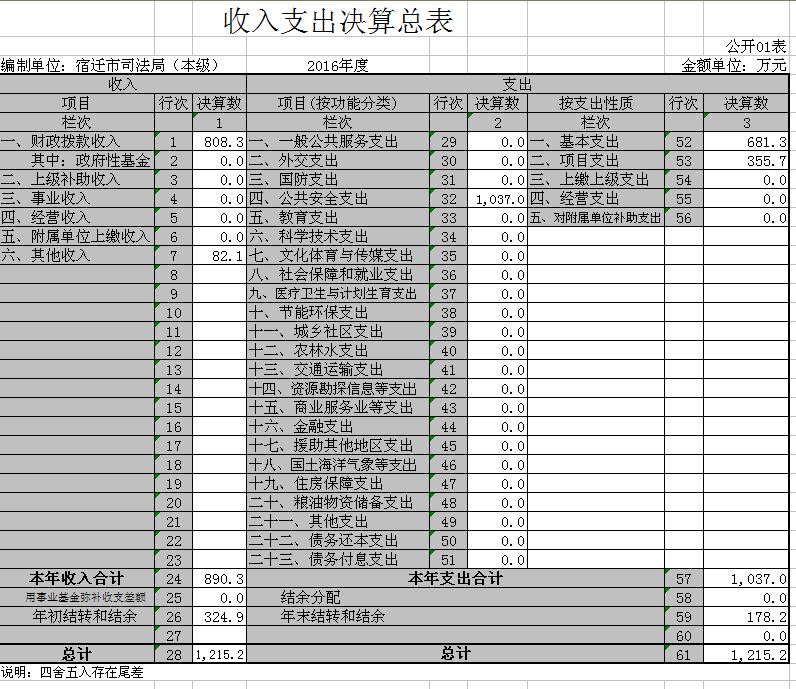 收入支出决算总表
公开01表
编制单位：宿迁市司法局（本级） 2016年度 金额单位：万元
收入 支出
项目 行次 决算数 项目(按功能分类) 行次 决算数 按支出性质 行次 决算数
栏次 1 栏次 2 栏次 3
一、财政拨款收入 1 808.3 一、一般公共服务支出 29 0.0 一、基本支出 52 681.3
其中：政府性基金 2 0.0 二、外交支出 30 0.0 二、项目支出 53 355.7
二、上级补助收入 3 0.0 三、国防支出 31 0.0 三、上缴上级支出 54 0.0
三、事业收入 4 0.0 四、公共安全支出 32 1,037.0 四、经营支出 55 0.0
四、经营收入 5 0.0 五、教育支出 33 0.0 五、对附属单位补助支出 56 0.0
五、附属单位上缴收入 6 0.0 六、科学技术支出 34 0.0
六、其他收入 7 82.1 七、文化体育与传媒支出 35 0.0
8 八、社会保障和就业支出 36 0.0
9 九、医疗卫生与计划生育支出 37 0.0
10 十、节能环保支出 38 0.0
11 十一、城乡社区支出 39 0.0
12 十二、农林水支出 40 0.0
13 十三、交通运输支出 41 0.0
14 十四、资源勘探信息等支出 42 0.0
15 十五、商业服务业等支出 43 0.0
16 十六、金融支出 44 0.0
17 十七、援助其他地区支出 45 0.0
18 十八、国土海洋气象等支出 46 0.0
19 十九、住房保障支出 47 0.0
20 二十、粮油物资储备支出 48 0.0
21 二十一、其他支出 49 0.0
22 二十二、债务还本支出 50 0.0
23 二十三、债务付息支出 51 0.0
本年收入合计 24 890.3 本年支出合计 57 1,037.0
用事业基金弥补收支差额 25 0.0 结余分配 58 0.0
年初结转和结余 26 324.9 年末结转和结余 59 178.2
27 60 0.0
总计 28 1,215.2 总计 61 1,215.2
说明：四舍五入存在尾差